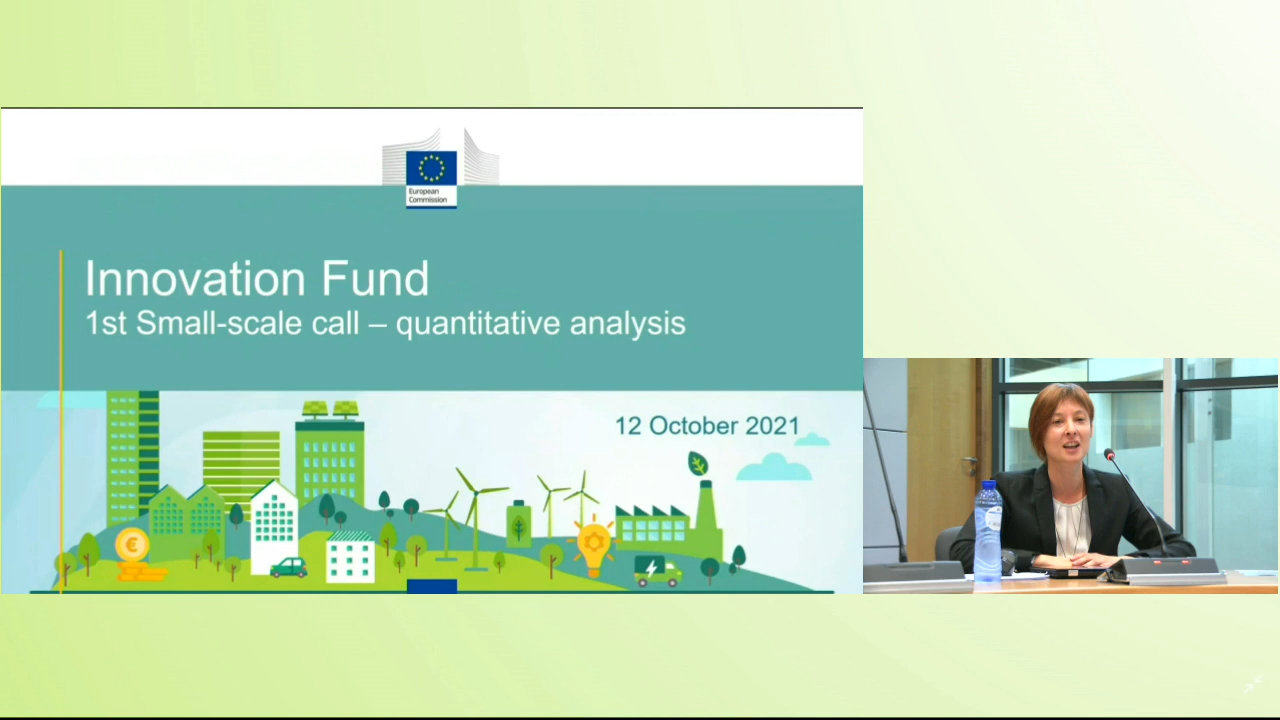 European
Commission
Innovation Fund
1st Small-scale call – quantitative analysis
12 October 2021
€